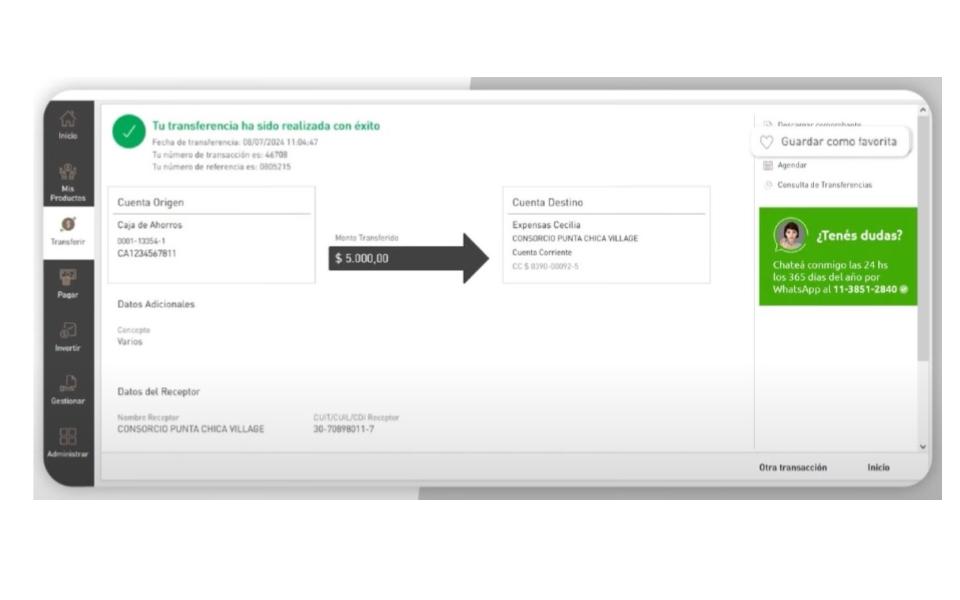 Inicio
Mis
Productos
Transferir
Pagar
Invertir
Gestionar
Administrar
Tu transferencia ha sido realizada con éxito
Fecha de transferencia: 08/07/2024 11:04:47
Tu número de transacción es: 46708
Tu número de referencia es: 0805215
Cuenta Origen
Caja de Ahorros
0001-13354-1
CA1234567811
Monto Transferido
$ 5.000,00
Cuenta Destino
Expensas Cecilia
CONSORCIO PUNTA CHICA VILLAGE
Cuenta Corriente
CC $ 0390-00092-5
Datos Adicionales
Concepto
Varios
Datos del Receptor
Nombre Receptor
CONSORCIO PUNTA CHICA VILLAGE
CUIT/CUIL/CDI Receptor
30-70898011-7
Descargar comprobante
Guardar como favorita
Agendar
Consulta de Transferencias
¿Tenés dudas?
Chateá conmigo las 24 hs
los 365 días del año por
WhatsApp al 11-3851-2840
Otra transacción
Inicio